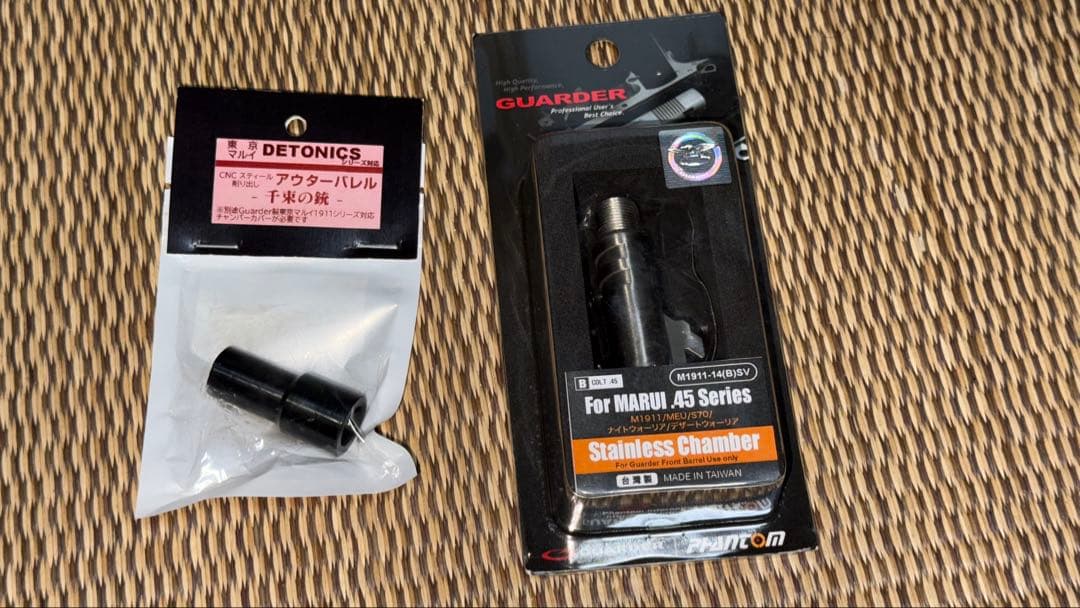 東京
マルイ DETONICS
シリーズ対応
CNC スティール
削り出し アウターバレル
- 千束の銃 -
※別途Guarder製東京マルイ1911シリーズ対応
チャンバーカバーが必要です
High Quality,
High Performance,
GUARDER
Professional User's
Best Choice.
B COLT .45
M1911-14(B)SV
For MARUI .45 Series
M1911/MEU/S70/
ナイトウォーリア/デザートウォーリア
Stainless Chamber
For Guarder Front Barrel Use only
台灣製 MADE IN TAIWAN
GUARDER PHANTOM